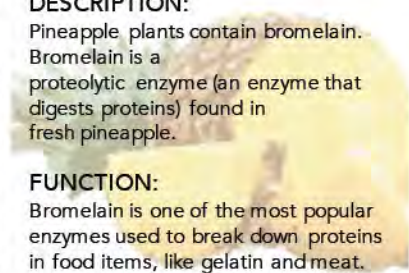 DESCRIPTION:
Pineapple plants contain bromelain.
Bromelain is a
proteolytic enzyme (an enzyme that
digests proteins) found in
fresh pineapple.
FUNCTION:
Bromelain is one of the most popular
enzymes used to break down proteins
in food items, like gelatin and meat.